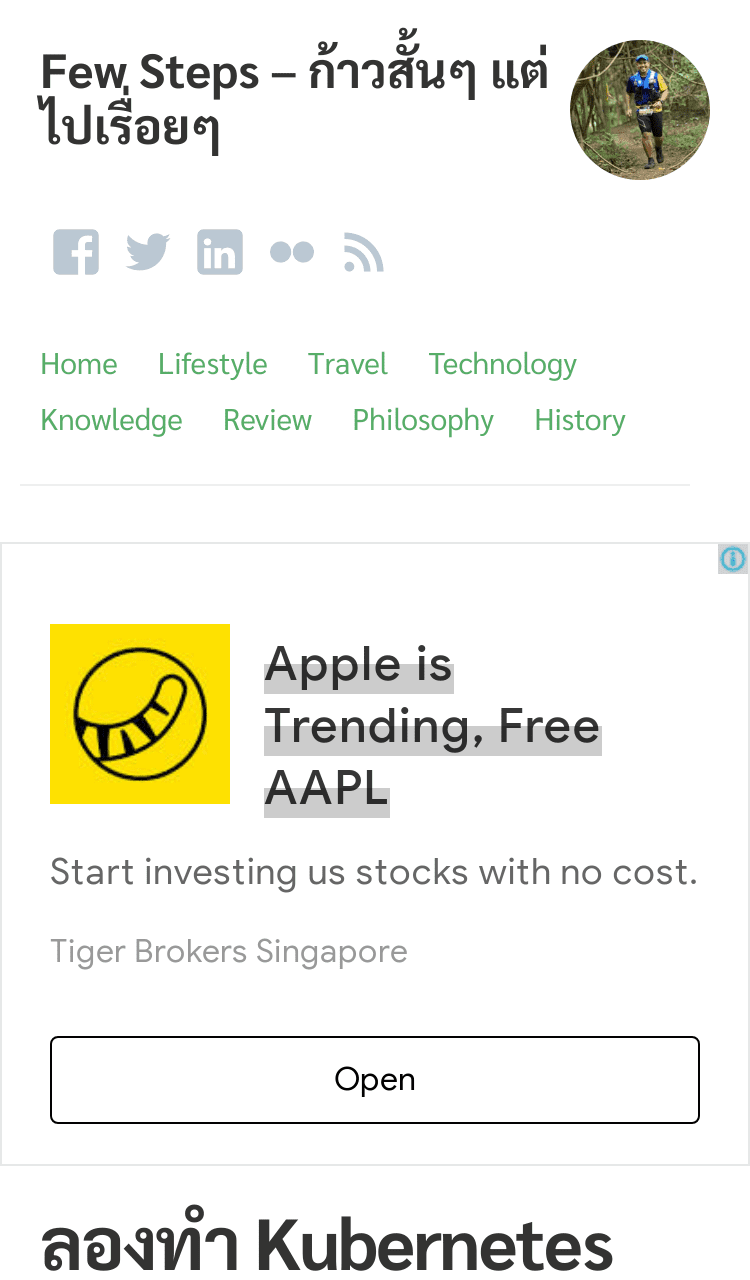 Few Steps – ก้าวสั้นๆ แต่
ไปเรื่อยๆ
Home Lifestyle Travel Technology
Knowledge Review Philosophy History
Apple is
Trending, Free
AAPL
Start investing us stocks with no cost.
Tiger Brokers Singapore
Open
ลองทำ Kubernetes